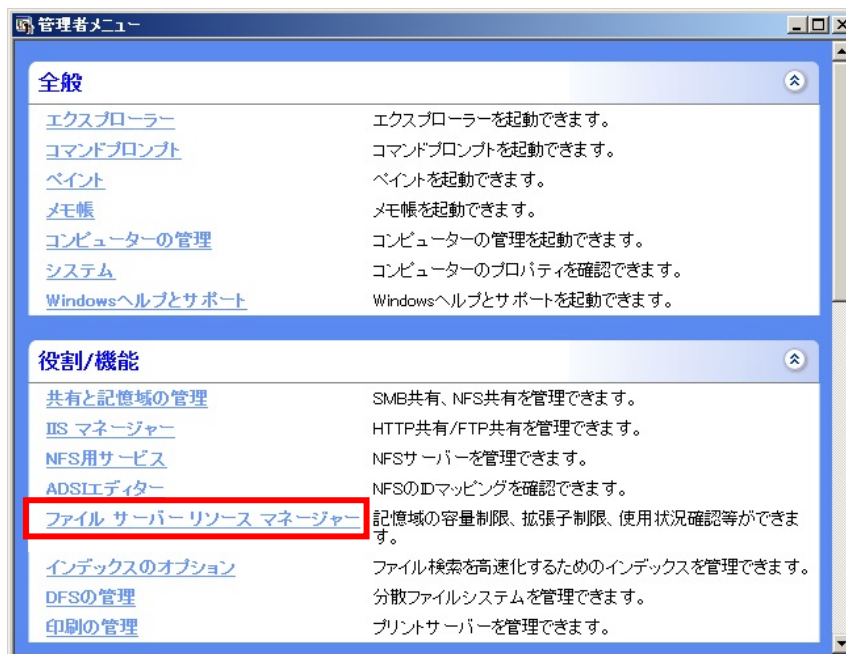 管理者メニュー
全般
エクスプローラー エクスプローラーを起動できます。
コマンドプロンプト コマンドプロンプトを起動できます。
ペイント ペイントを起動できます。
メモ帳 メモ帳を起動できます。
コンピューターの管理 コンピューターの管理を起動できます。
システム コンピューターのプロパティを確認できます。
Windowsヘルプとサポート Windowsヘルプとサポートを起動できます。
役割/機能
共有と記憶域の管理 SMB共有、NFS共有を管理できます。
IIS マネージャー HTTP共有/FTP共有を管理できます。
NFS用サービス NFSサーバーを管理できます。
ADSIエディター NFSのIDマッピングを確認できます。
ファイル サーバー リソース マネージャー 記憶域の容量制限、拡張子制限、使用状況確認等ができま
す。
インデックスのオプション ファイル検索を高速化するためのインデックスを管理できます。
DFSの管理 分散ファイルシステムを管理できます。
印刷の管理 プリントサーバーを管理できます。